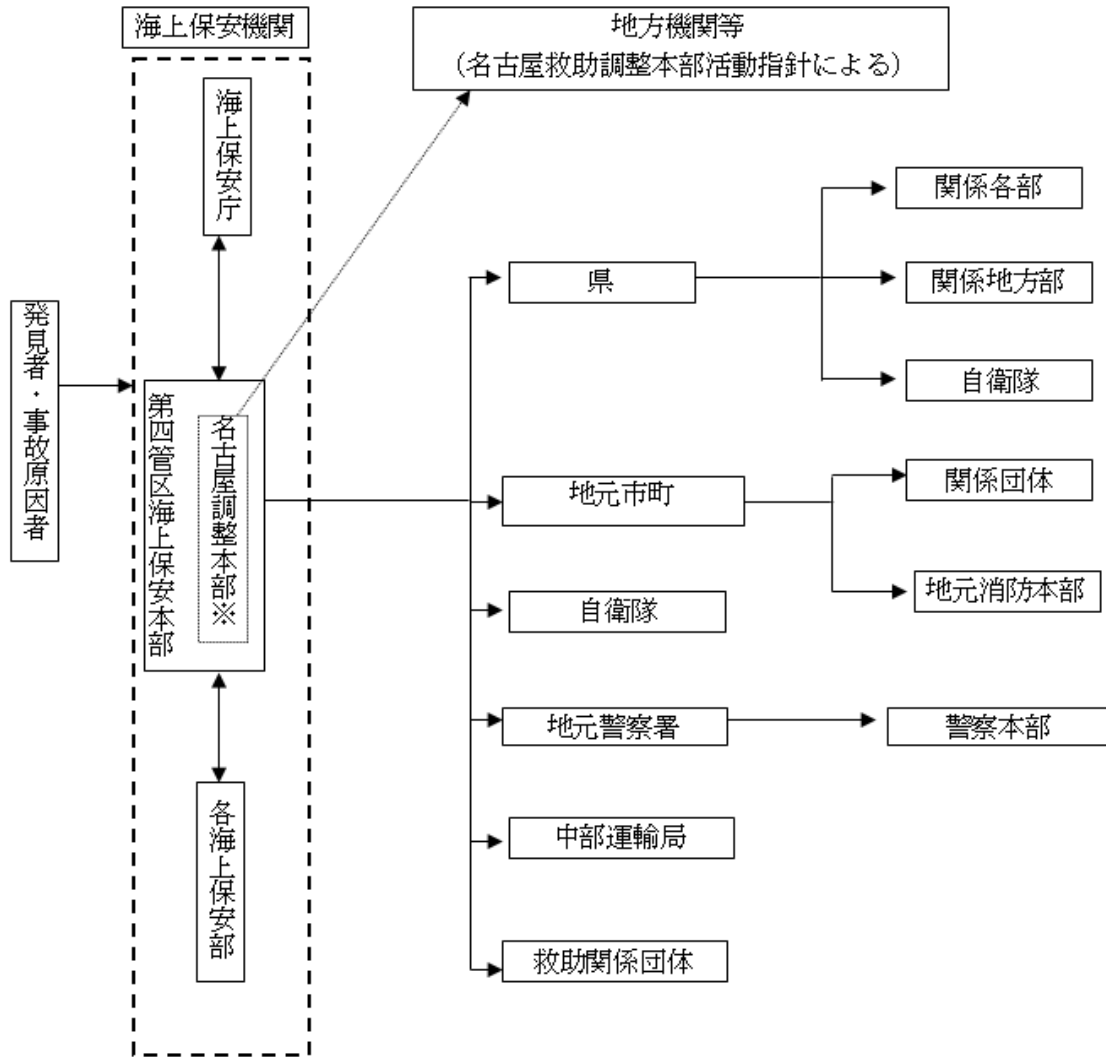 海上保安機関
地方機関等
（名古屋救助調整本部活動指針による）
海上保安庁
発見者・事故原因者
第四管区海上保安本部
名古屋調整本部※
各海上保安部
県
関係各部
関係地方部
自衛隊
地元市町
関係団体
地元消防本部
自衛隊
地元警察署
警察本部
中部運輸局
救助関係団体